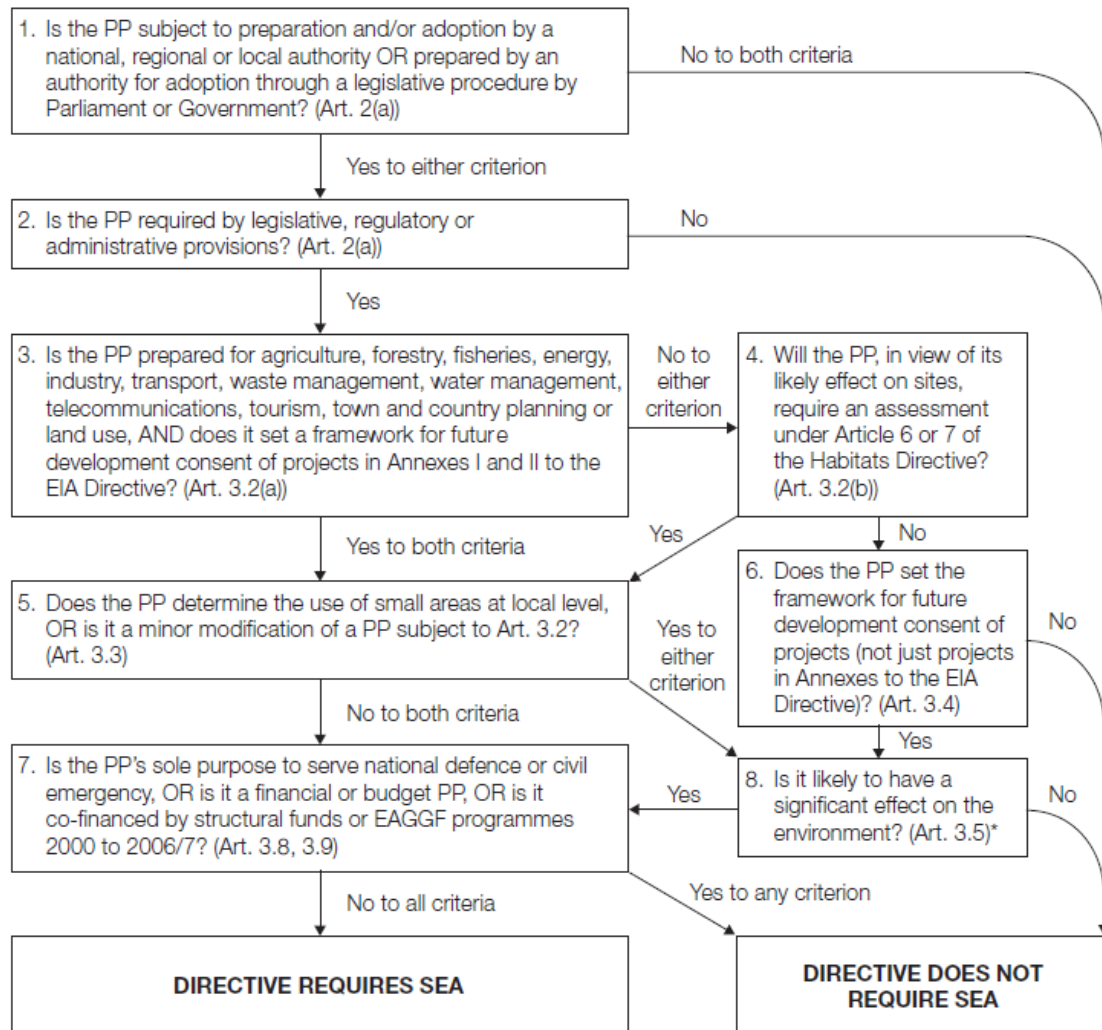 1. Is the PP subject to preparation and/or adoption by a
national, regional or local authority OR prepared by an
authority for adoption through a legislative procedure by
Parliament or Government? (Art. 2(a))
No to both criteria
Yes to either criterion
2. Is the PP required by legislative, regulatory or
administrative provisions? (Art. 2(a))
No
Yes
3. Is the PP prepared for agriculture, forestry, fisheries, energy,
industry, transport, waste management, water management,
telecommunications, tourism, town and country planning or
land use, AND does it set a framework for future
development consent of projects in Annexes I and II to the
EIA Directive? (Art. 3.2(a))
No to
either
criterion
4. Will the PP, in view of its
likely effect on sites,
require an assessment
under Article 6 or 7 of
the Habitats Directive?
(Art. 3.2(b))
Yes to both criteria
Yes
No
5. Does the PP determine the use of small areas at local level,
OR is it a minor modification of a PP subject to Art. 3.2?
(Art. 3.3)
Yes to
either
criterion
6. Does the PP set the
framework for future
development consent of
projects (not just projects
in Annexes to the EIA
Directive)? (Art. 3.4)
No
No to both criteria
Yes
7. Is the PP's sole purpose to serve national defence or civil
emergency, OR is it a financial or budget PP, OR is it
co-financed by structural funds or EAGGF programmes
2000 to 2006/7? (Art. 3.8, 3.9)
Yes
8. Is it likely to have a
significant effect on the
environment? (Art. 3.5)*
No
No to all criteria
Yes to any criterion
DIRECTIVE REQUIRES SEA
DIRECTIVE DOES NOT
REQUIRE SEA